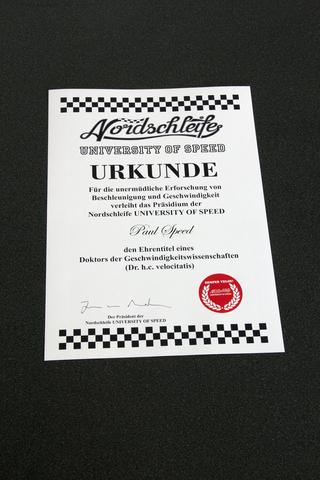 Nordschleife
UNIVERSITY OF SPEED
URKUNDE
Für die unermüdliche Erforschung von
Beschleunigung und Geschwindigkeit
verleiht das Präsidium der
Nordschleife UNIVERSITY OF SPEED
Paul Speed
den Ehrentitel eines
Doktors der Geschwindigkeitswissenschaften
(Dr. h.c. velocitatis)
Der Präsident der
Nordschleife UNIVERSITY OF SPEED